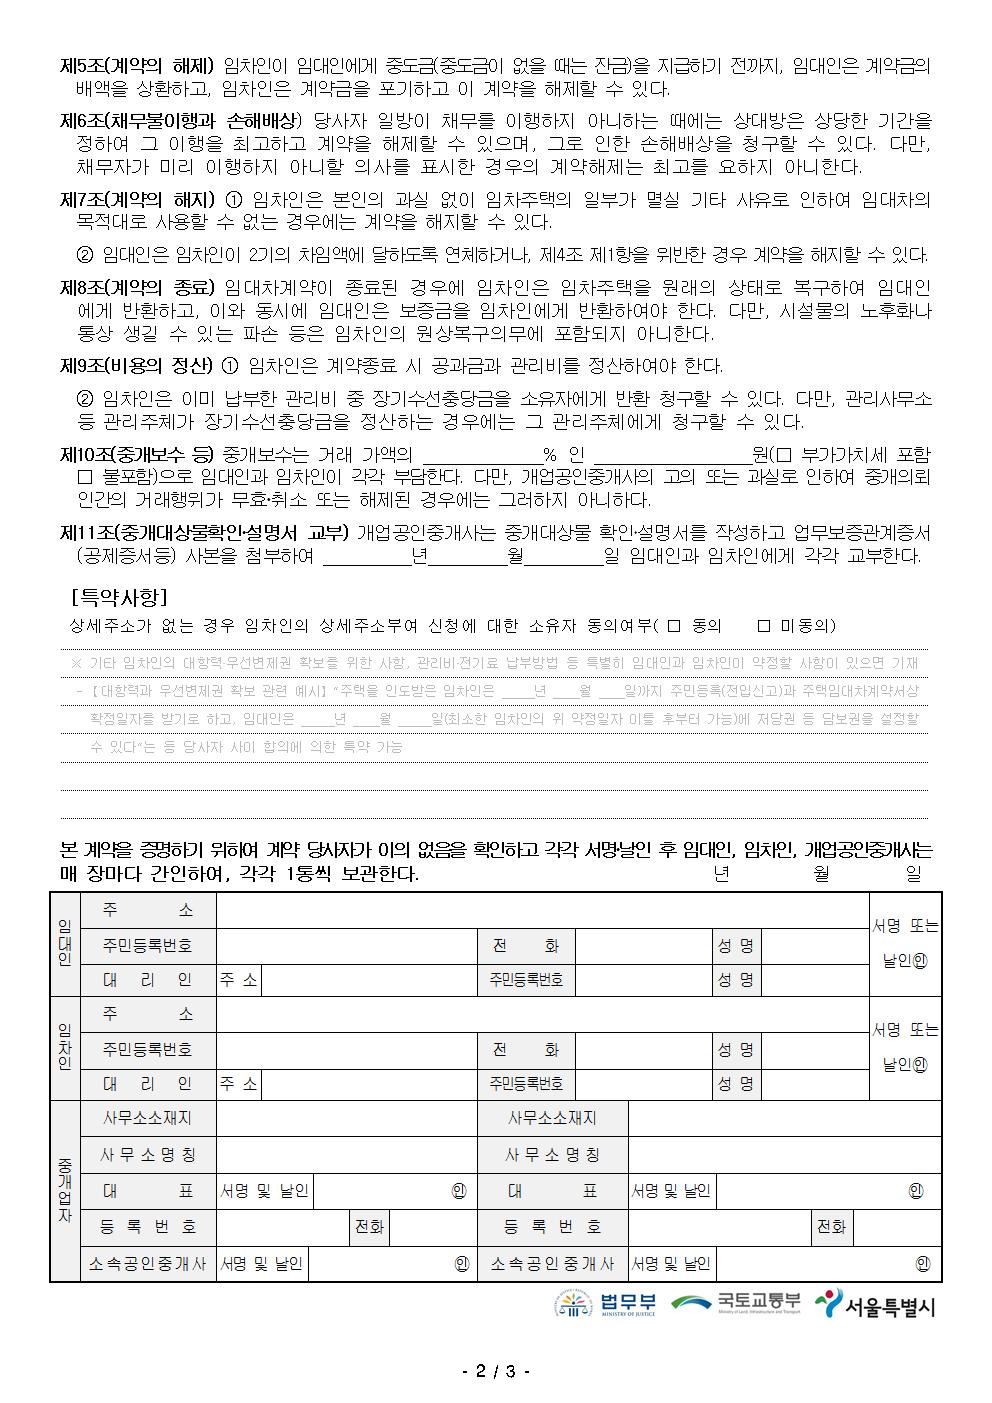 제5조(계약의 해제) 임차인이 임대인에게 중도금(중도금이 없을 때는 잔금)을 지급하기 전까지, 임대인은 계약금의
배액을 상환하고, 임차인은 계약금을 포기하고 이 계약을 해제할 수 있다.
제6조(채무불이행과 손해배상) 당사자 일방이 채무를 이행하지 아니하는 때에는 상대방은 상당한 기간을
정하여 그 이행을 최고하고 계약을 해제할 수 있으며, 그로 인한 손해배상을 청구할 수 있다. 다만,
채무자가 미리 이행하지 아니할 의사를 표시한 경우의 계약해제는 최고를 요하지 아니한다.
제7조(계약의 해지) ① 임차인은 본인의 과실 없이 임차주택의 일부가 멸실 기타 사유로 인하여 임대차의
목적대로 사용할 수 없는 경우에는 계약을 해지할 수 있다.
② 임대인은 임차인이 2기의 차임액에 달하도록 연체하거나, 제4조 제1항을 위반한 경우 계약을 해지할 수 있다.
제8조(계약의 종료) 임대차계약이 종료된 경우에 임차인은 임차주택을 원래의 상태로 복구하여 임대인
에게 반환하고, 이와 동시에 임대인은 보증금을 임차인에게 반환하여야 한다. 다만, 시설물의 노후화나
통상 생길 수 있는 파손 등은 임차인의 원상복구의무에 포함되지 아니한다.
제9조(비용의 정산) ① 임차인은 계약종료 시 공과금과 관리비를 정산하여야 한다.
② 임차인은 이미 납부한 관리비 중 장기수선충당금을 소유자에게 반환 청구할 수 있다. 다만, 관리사무소
등 관리주체가 장기수선충당금을 정산하는 경우에는 그 관리주체에게 청구할 수 있다.
제10조(중개보수 등) 중개보수는 거래 가액의 ____________% 인 ________________원(□ 부가가치세 포함
□ 불포함)으로 임대인과 임차인이 각각 부담한다. 다만, 개업공인중개사의 고의 또는 과실로 인하여 중개의뢰
인간의 거래행위가 무효·취소 또는 해제된 경우에는 그러하지 아니하다.
제11조(중개대상물확인·설명서 교부) 개업공인중개사는 중개대상물 확인·설명서를 작성하고 업무보증관계증서
(공제증서등) 사본을 첨부하여 _________년________월________일 임대인과 임차인에게 각각 교부한다.
[특약사항]
상세주소가 없는 경우 임차인의 상세주소부여 신청에 대한 소유자 동의여부( □ 동의 □ 미동의)
※ 기타 임차인의 대항력·우선변제권 확보를 위한 사항, 관리비·전기료 납부방법 등 특별히 임대인과 임차인이 약정할 사항이 있으면 기재
- 【대항력과 우선변제권 확보 관련 예시】 "주택을 인도받은 임차인은 ____년 ___월 ___일까지 주민등록(전입신고)과 주택임대차계약서상
확정일자를 받기로 하고, 임대인은 ____년 ___월 ____일(최소한 임차인의 위 약정일자 이틀 후부터 가능)에 저당권 등 담보권을 설정할
수 있다"는 등 당사자 사이 합의에 의한 특약 가능
본 계약을 증명하기 위하여 계약 당사자가 이의 없음을 확인하고 각각 서명·날인 후 임대인, 임차인, 개업공인중개사는
매 장마다 간인하여, 각각 1통씩 보관한다. 년 월 일
임대인 주 소 서명 또는 날인㊞
주민등록번호 전 화 성 명
대 리 인 주 소 주민등록번호 성 명
임차인 주 소 서명 또는 날인㊞
주민등록번호 전 화 성 명
대 리 인 주 소 주민등록번호 성 명
중개업자 사무소소재지 사무소소재지
사 무 소 명 칭 사 무 소 명 칭
대 표 서명 및 날인 ㊞ 대 표 서명 및 날인 ㊞
등 록 번 호 전화 등 록 번 호 전화
소속공인중개사 서명 및 날인 ㊞ 소속공인중개사 서명 및 날인 ㊞
법무부 국토교통부 서울특별시
MINISTRY OF JUSTICE Ministry of Land, Infrastructure and Transport
- 2 / 3 -